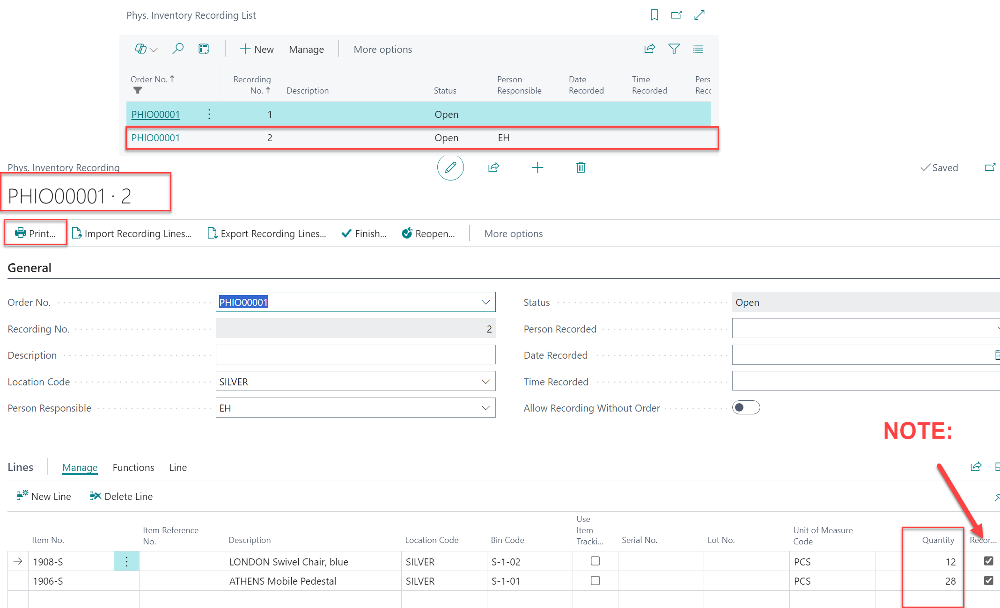 Phys. Inventory Recording List
New Manage More options
Order No.↑ Recording No.↑ Description Status Person Responsible Date Recorded Time Recorded Pers Recc
PHIO00001 1 Open
PHIO00001 2 Open EH
Phys. Inventory Recording
Saved
PHIO00001 · 2
Print... Import Recording Lines... Export Recording Lines... Finish... Reopen... More options
General
Order No. PHIO00001 Status Open
Recording No. 2 Person Recorded
Description Date Recorded
Location Code SILVER Time Recorded
Person Responsible EH Allow Recording Without Order
NOTE:
Lines Manage Functions Line
New Line Delete Line
Item No. Item Reference No. Description Location Code Bin Code Use Item Tracki... Serial No. Lot No. Unit of Measure Code Quantity Recor...
1908-S LONDON Swivel Chair, blue SILVER S-1-02 PCS 12
1906-S ATHENS Mobile Pedestal SILVER S-1-01 PCS 28